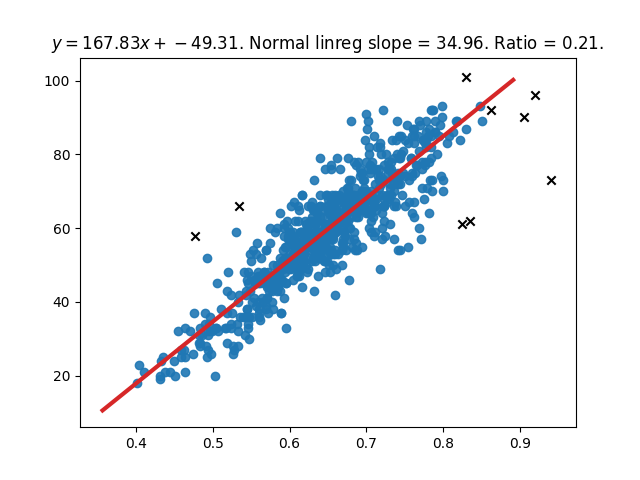 y = 167.83x + −49.31. Normal linreg slope = 34.96. Ratio = 0.21.
100
80
60
40
20
0.4 0.5 0.6 0.7 0.8 0.9